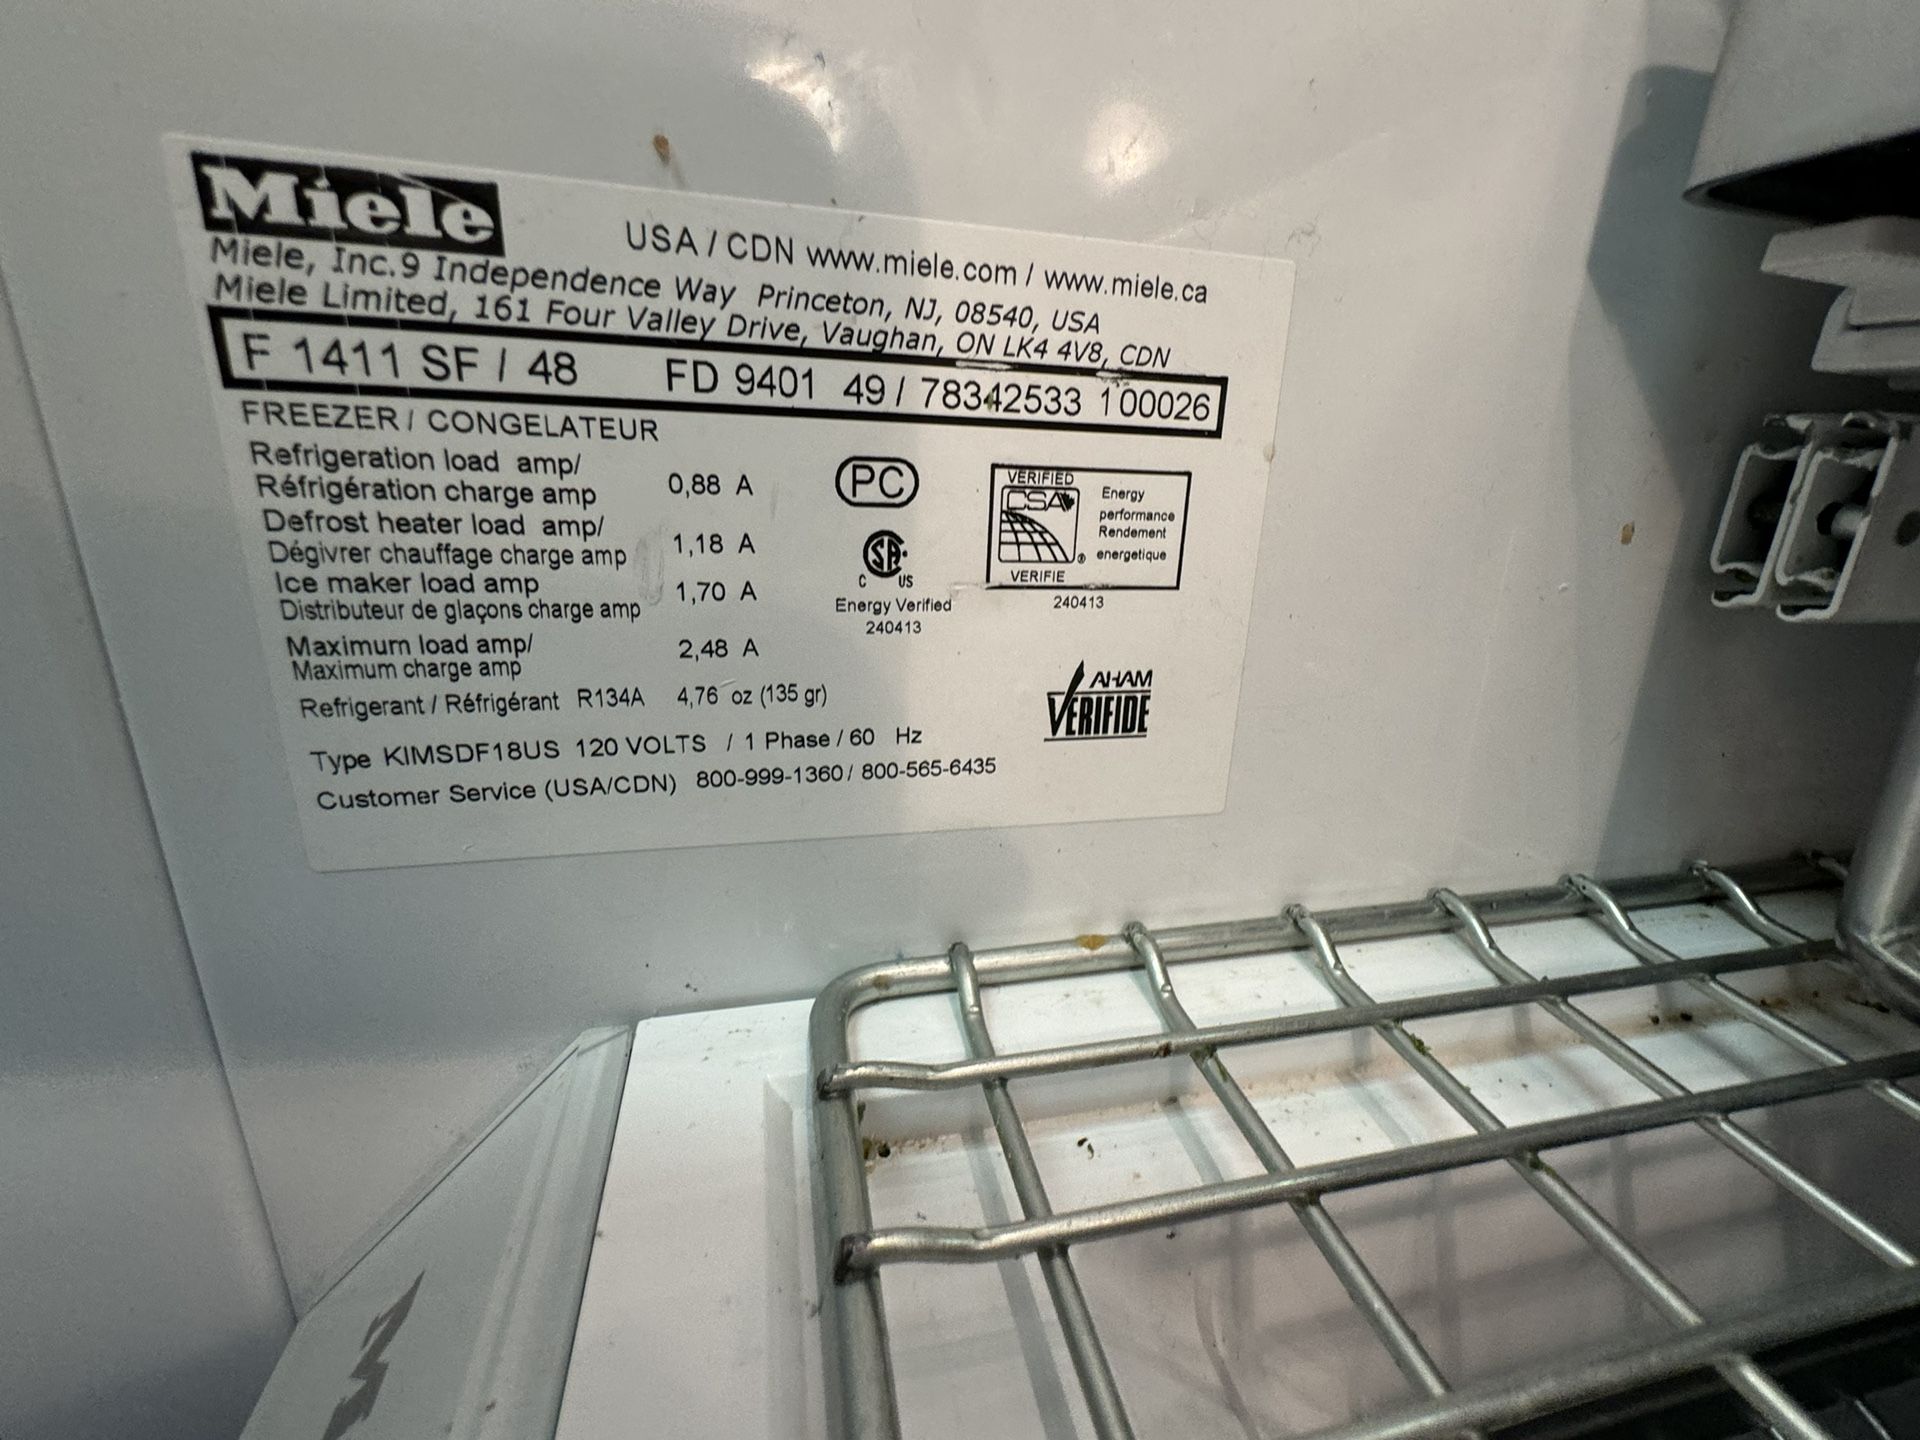 Miele
USA / CDN www.miele.com / www.miele.ca
Miele, Inc.9 Independence Way Princeton, NJ, 08540, USA
Miele Limited, 161 Four Valley Drive, Vaughan, ON LK4 4V8, CDN
F 1411 SF / 48 FD 9401 49 / 78342533 100026
FREEZER / CONGELATEUR
Refrigeration load amp/
Réfrigération charge amp 0,88 A
Defrost heater load amp/
Dégivrer chauffage charge amp 1,18 A
Ice maker load amp
Distributeur de glaçons charge amp 1,70 A
Maximum load amp/
Maximum charge amp 2,48 A
Refrigerant / Réfrigérant R134A 4,76 oz (135 gr)
Type KIMSDF18US 120 VOLTS / 1 Phase / 60 Hz
Customer Service (USA/CDN) 800-999-1360 / 800-565-6435
PC
SA
C US
Energy Verified
240413
VERIFIED
CSA
®
VERIFIE
Energy
performance
Rendement
energetique
240413
AHAM
VERIFIDE